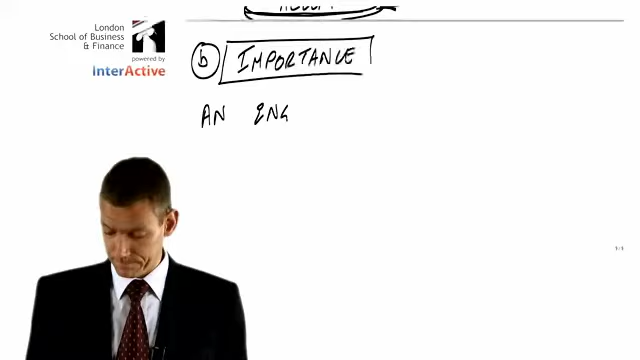 London
School of Business
& Finance
powered by
InterActive
b IMPORTANCE
AN ENG